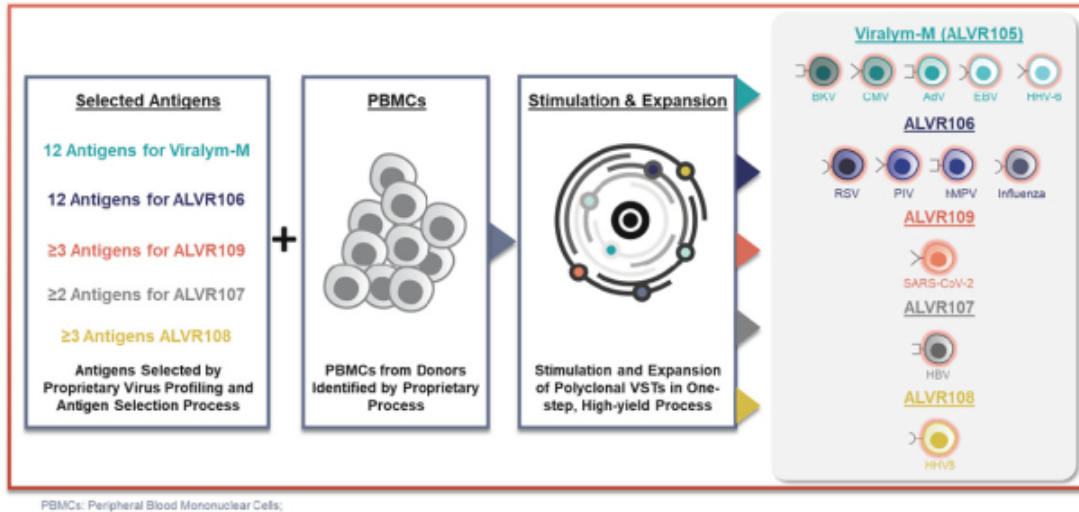 Selected Antigens
12 Antigens for Viralym-M
12 Antigens for ALVR106
≥3 Antigens for ALVR109
≥2 Antigens for ALVR107
≥3 Antigens ALVR108
Antigens Selected by
Proprietary Virus Profiling and
Antigen Selection Process
+
PBMCs
PBMCs from Donors
Identified by Proprietary
Process
Stimulation & Expansion
Stimulation and Expansion
of Polyclonal VSTs in One-
step, High-yield Process
Viralym-M (ALVR105)
BKV CMV AdV EBV HHV-6
ALVR106
RSV PIV hMPV Influenza
ALVR109
SARS-CoV-2
ALVR107
HBV
ALVR108
HHV8
PBMCs: Peripheral Blood Mononuclear Cells;